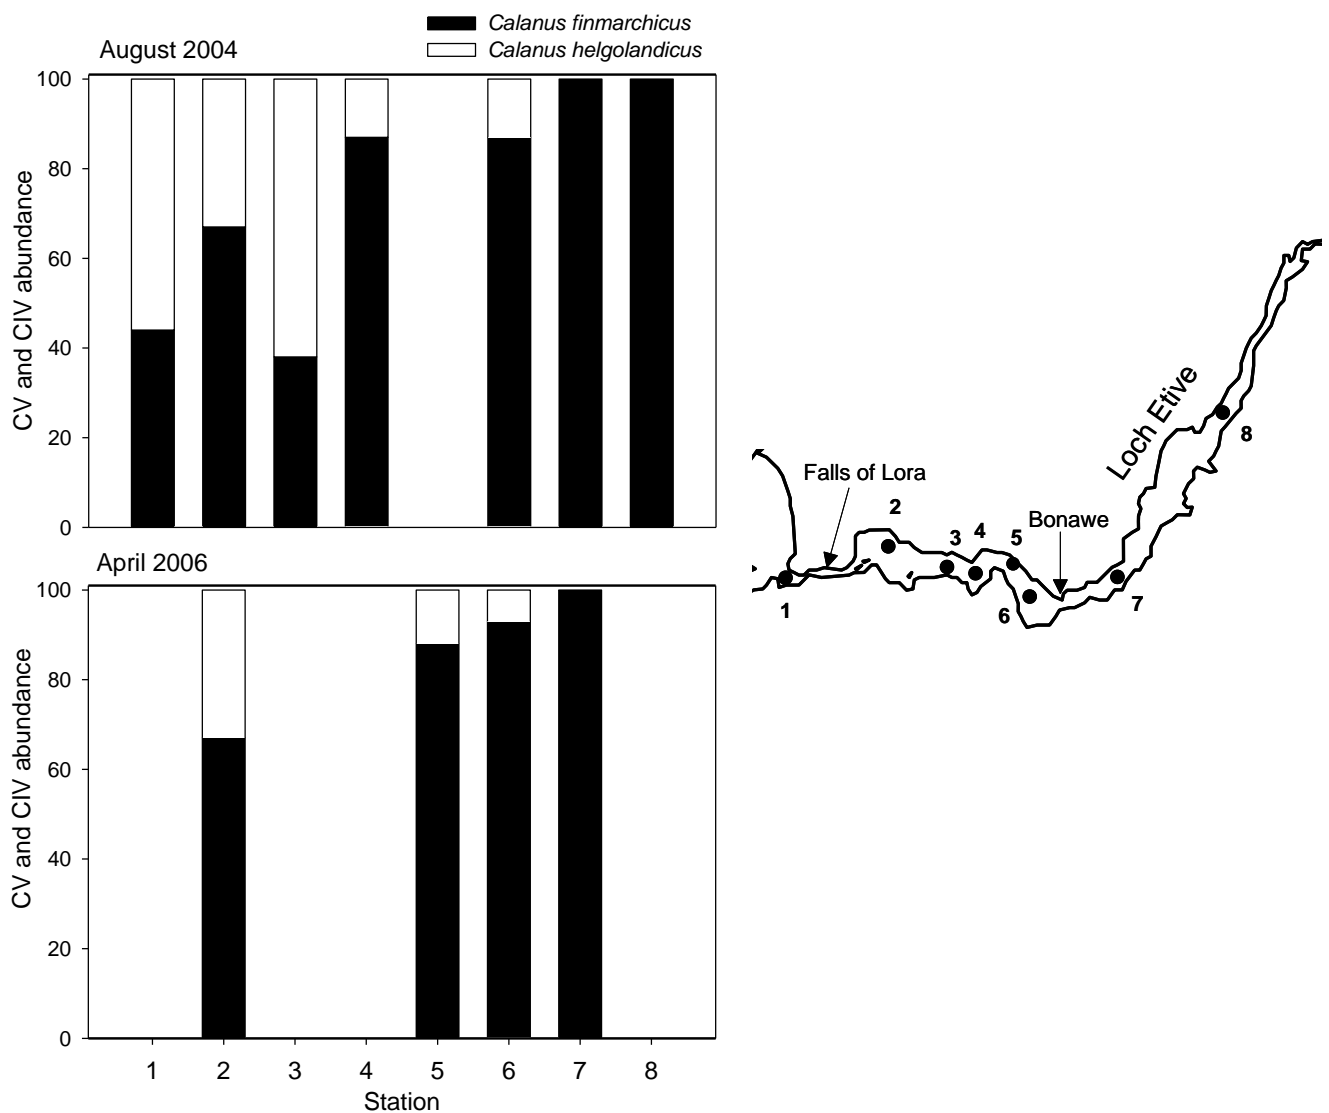 Calanus finmarchicus
Calanus helgolandicus
August 2004
100
80
60
40
20
0
CV and CIV abundance
April 2006
100
80
60
40
20
0
CV and CIV abundance
1 2 3 4 5 6 7 8
Station
Loch Etive
Falls of Lora
Bonawe
1
2
3
4
5
6
7
8